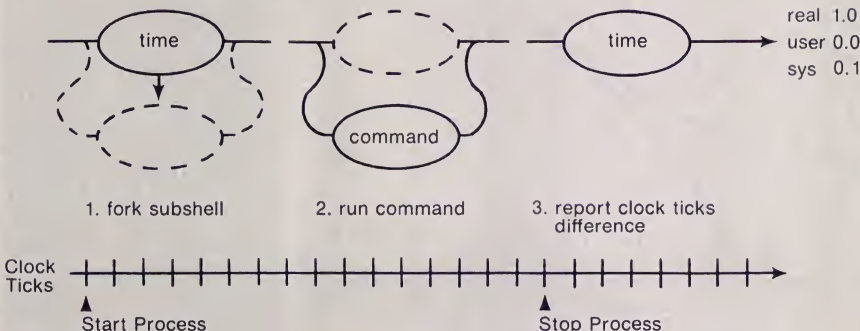 time
command
time
real 1.0
user 0.0
sys 0.1
1. fork subshell
2. run command
3. report clock ticks
difference
Clock
Ticks
Start Process
Stop Process